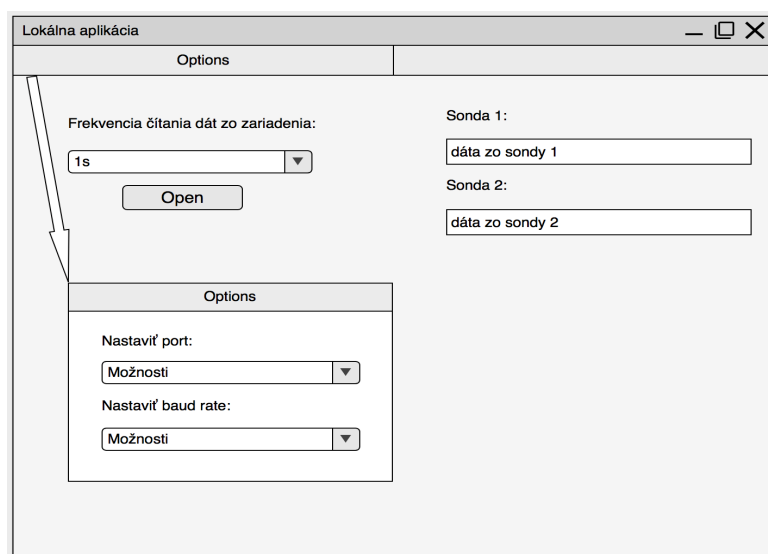 Lokálna aplikácia
Options
Frekvencia čítania dát zo zariadenia:
1s
Open
Sonda 1:
dáta zo sondy 1
Sonda 2:
dáta zo sondy 2
Options
Nastaviť port:
Možnosti
Nastaviť baud rate:
Možnosti